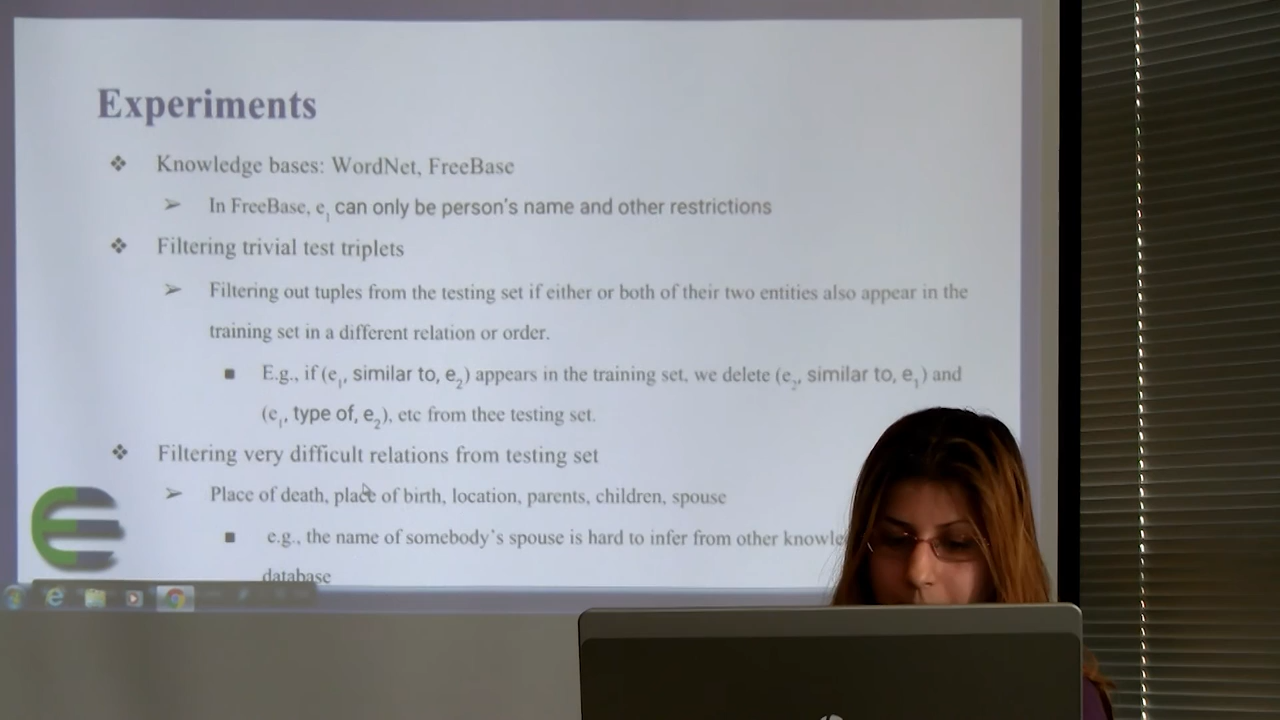 Experiments
❖ Knowledge bases: WordNet, FreeBase
➢ In FreeBase, e₁ can only be person's name and other restrictions
❖ Filtering trivial test triplets
➢ Filtering out tuples from the testing set if either or both of their two entities also appear in the
training set in a different relation or order.
■ E.g., if (e₁, similar to, e₂) appears in the training set, we delete (e₂, similar to, e₁) and
(e₁, type of, e₂), etc from thee testing set.
❖ Filtering very difficult relations from testing set
➢ Place of death, place of birth, location, parents, children, spouse
■ e.g., the name of somebody's spouse is hard to infer from other knowle
database